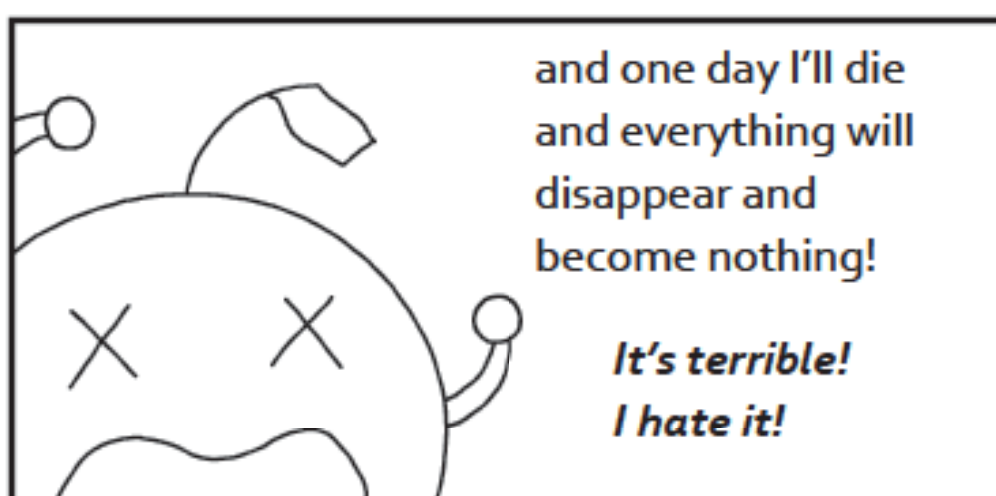 and one day I’ll die
and everything will
disappear and
become nothing!
It’s terrible!
I hate it!